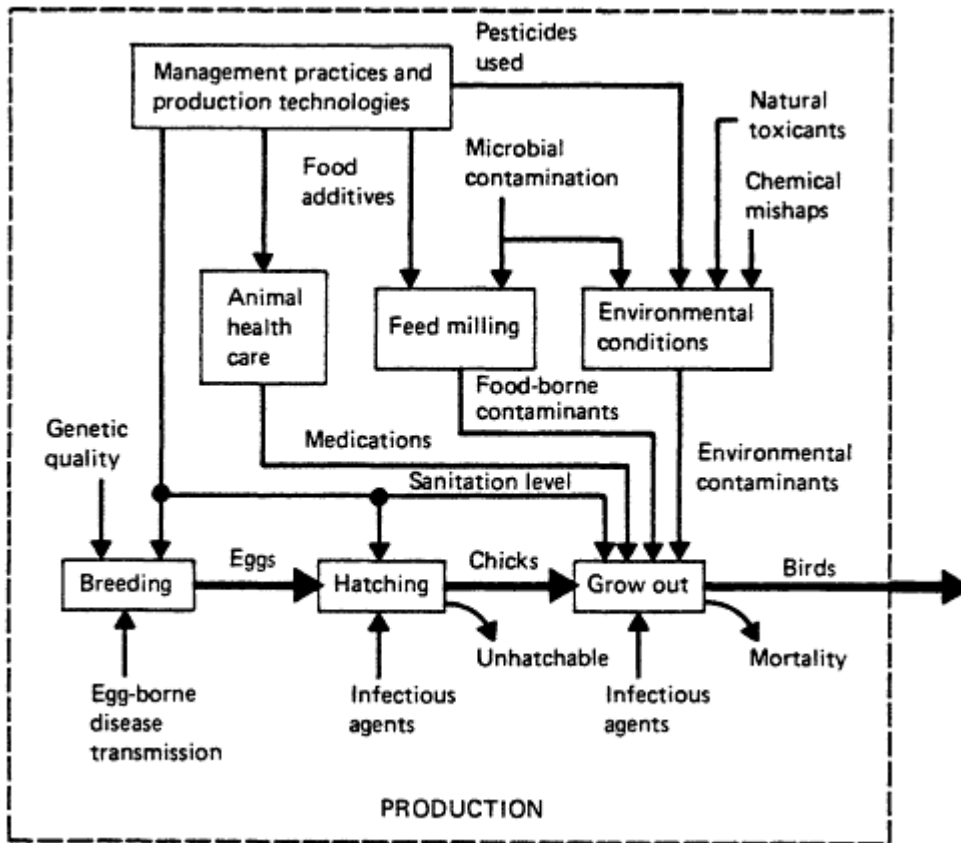 Pesticides
used
Management practices and
production technologies
Natural
toxicants
Microbial
contamination
Food
additives
Chemical
mishaps
Animal
health
care
Feed milling
Environmental
conditions
Food-borne
contaminants
Genetic
quality
Medications
Environmental
contaminants
Sanitation level
Eggs
Chicks
Birds
Breeding
Hatching
Grow out
Unhatchable
Mortality
Egg-borne
disease
transmission
Infectious
agents
Infectious
agents
PRODUCTION